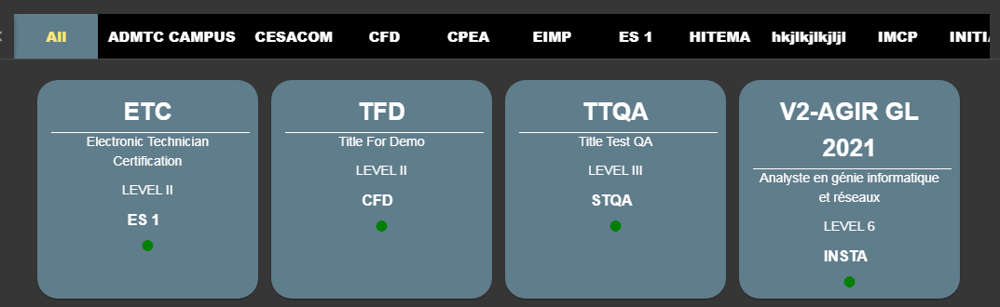 All ADMTC CAMPUS CESACOM CFD CPEA EIMP ES 1 HITEMA hkjlkjlkjljl IMCP INITI
ETC
Electronic Technician
Certification
LEVEL II
ES 1
TFD
Title For Demo
LEVEL II
CFD
TTQA
Title Test QA
LEVEL III
STQA
V2-AGIR GL
2021
Analyste en génie informatique
et réseaux
LEVEL 6
INSTA